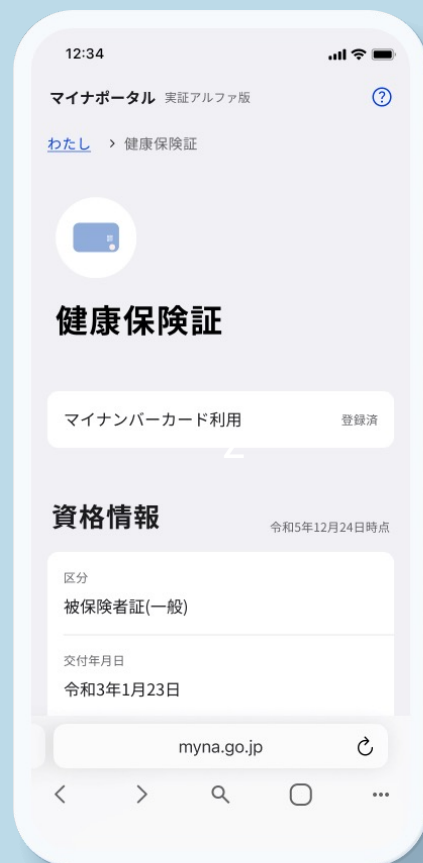 12:34
マイナポータル 実証アルファ版
わたし > 健康保険証
健康保険証
マイナンバーカード利用 登録済
2
資格情報 令和5年12月24日時点
区分
被保険者証(一般)
交付年月日
令和3年1月23日
myna.go.jp